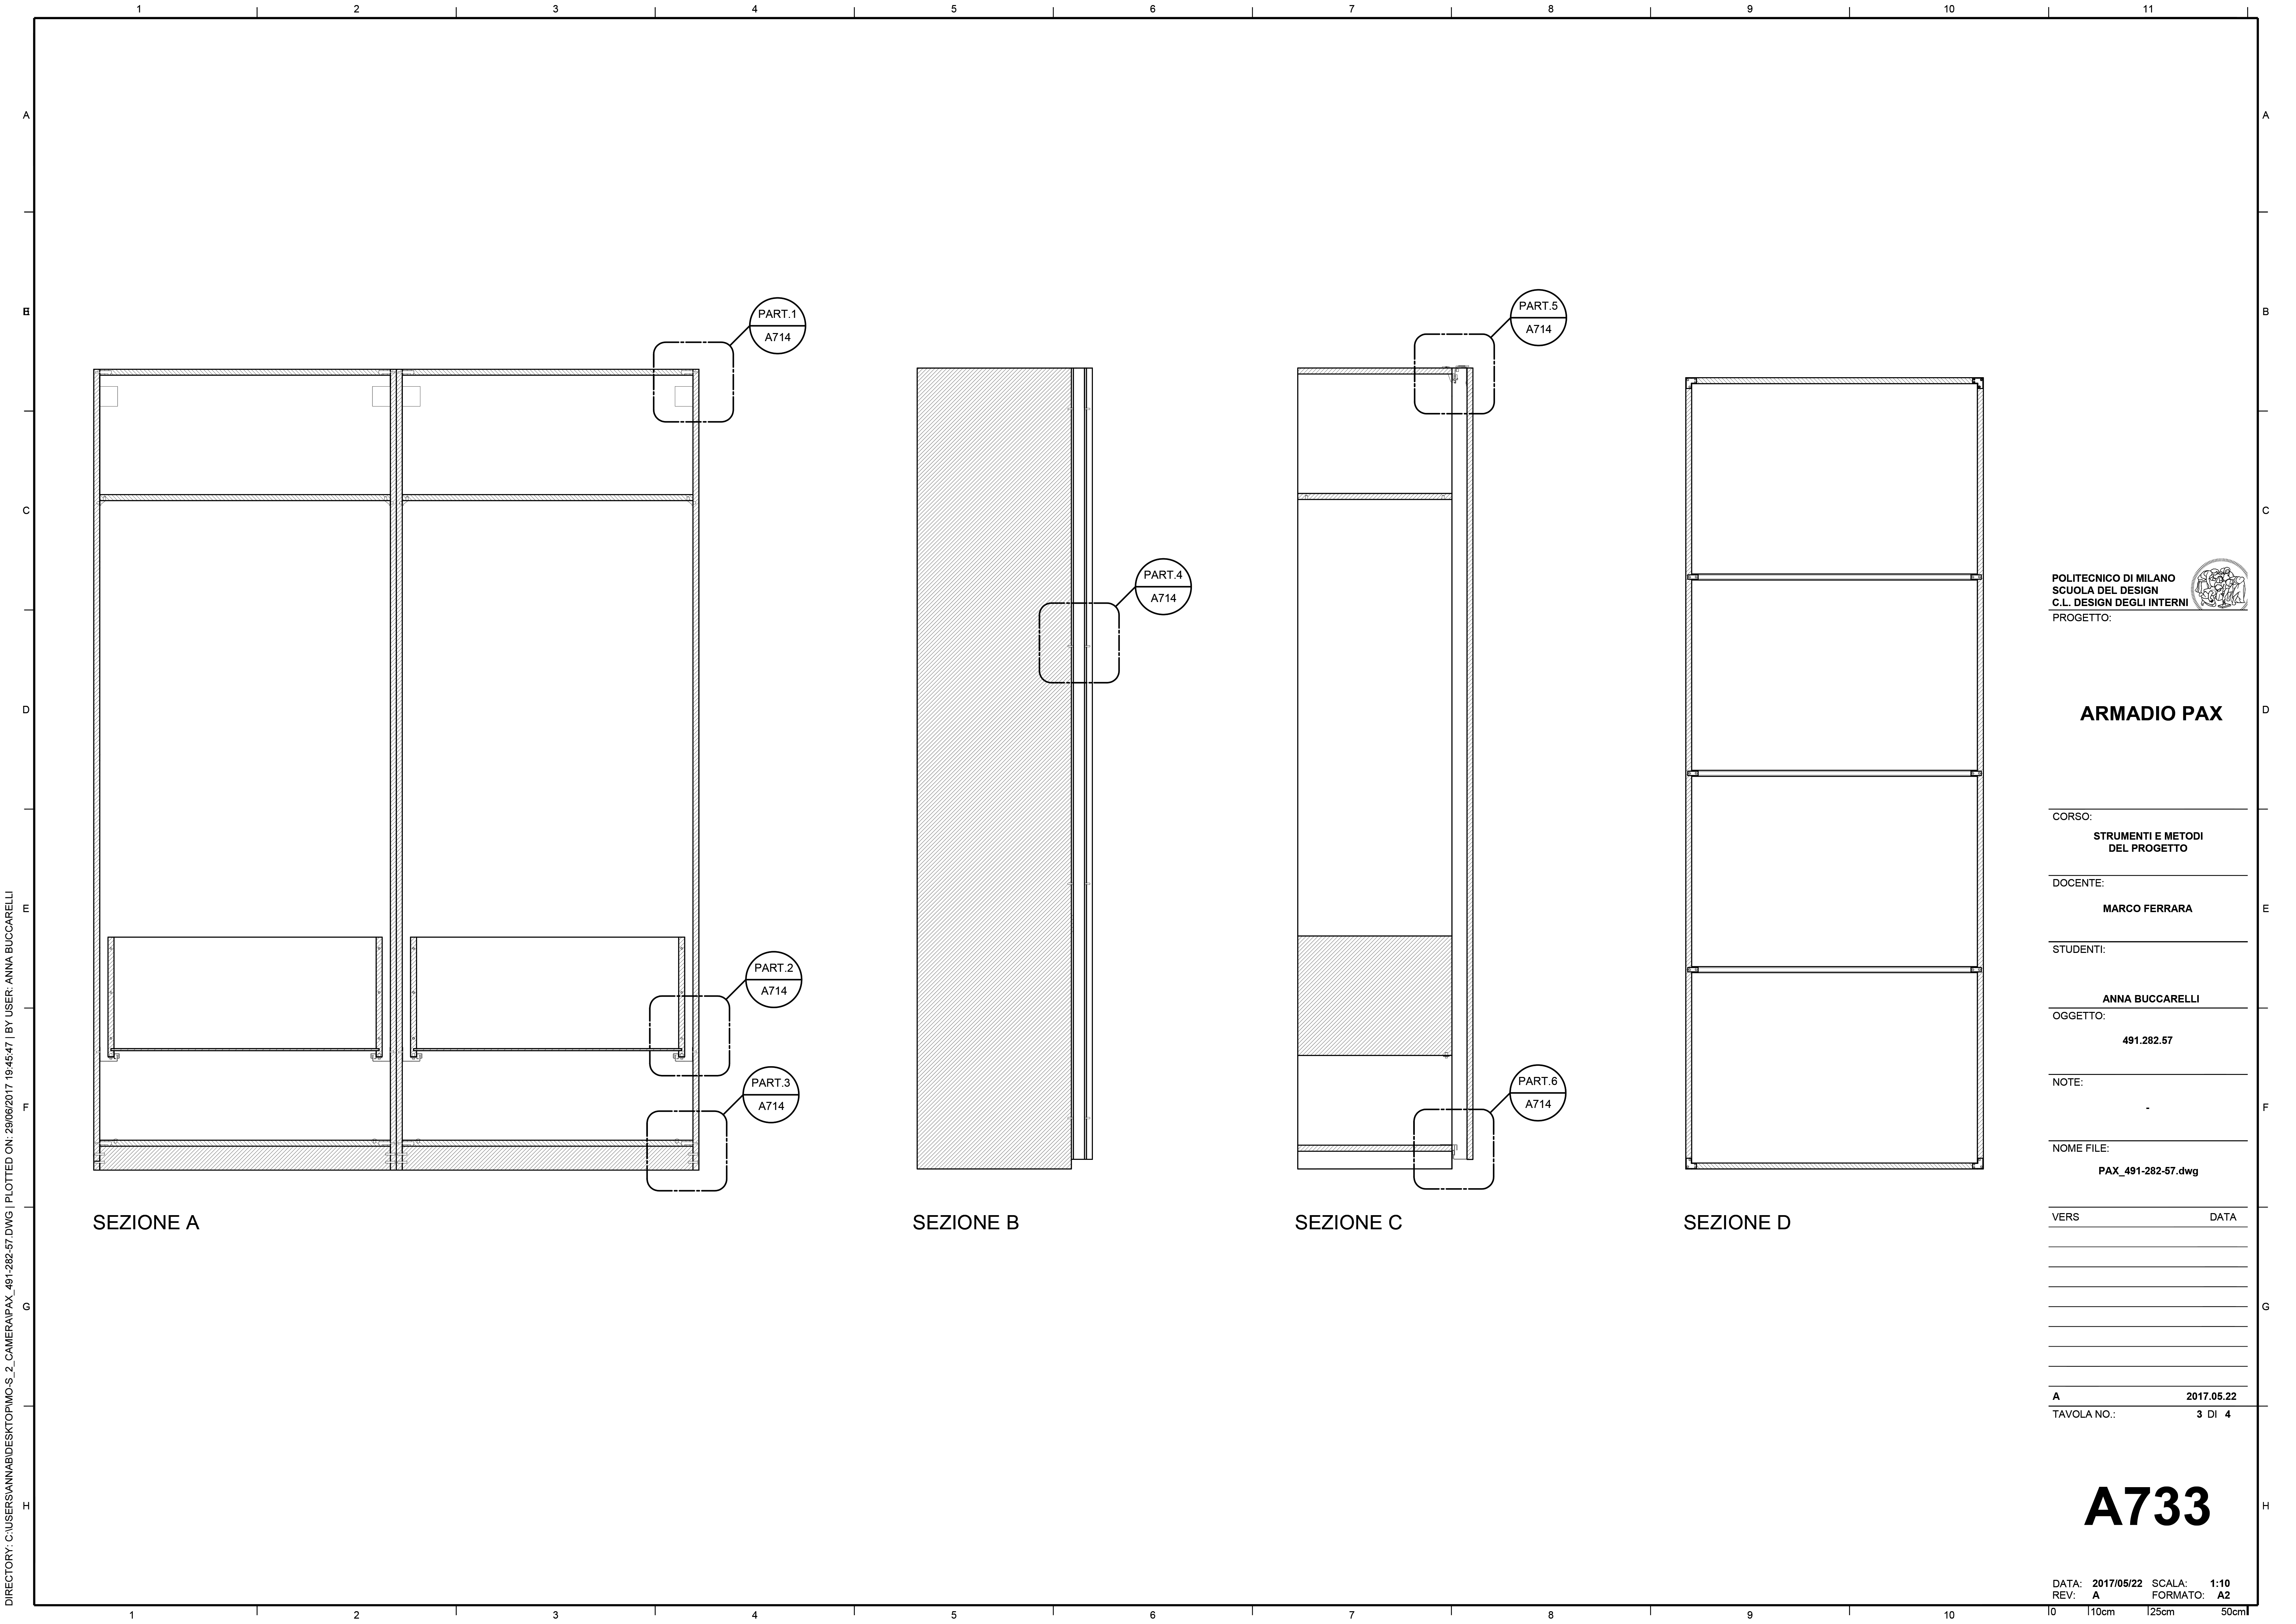 1 2 3 4 5 6 7 8 9 10 11
A A
B B
C C
D D
E E
F F
G G
H H
PART.1
A714
PART.5
A714
PART.4
A714
PART.2
A714
PART.3
A714
PART.6
A714
SEZIONE A
SEZIONE B
SEZIONE C
SEZIONE D
POLITECNICO DI MILANO
SCUOLA DEL DESIGN
C.L. DESIGN DEGLI INTERNI
PROGETTO:
ARMADIO PAX
CORSO:
STRUMENTI E METODI
DEL PROGETTO
DOCENTE:
MARCO FERRARA
STUDENTI:
ANNA BUCCARELLI
OGGETTO:
491.282.57
NOTE:
-
NOME FILE:
PAX_491-282-57.dwg
VERS DATA
A 2017.05.22
TAVOLA NO.: 3 DI 4
A733
DATA: 2017/05/22 SCALA: 1:10
REV: A FORMATO: A2
0 10cm 25cm 50cm
1 2 3 4 5 6 7 8 9 10
DIRECTORY: C:\USERS\ANNAB\DESKTOP\MO-S_2_CAMERA\PAX_491-282-57.DWG | PLOTTED ON: 29/06/2017 19:45:47 | BY USER: ANNA BUCCARELLI